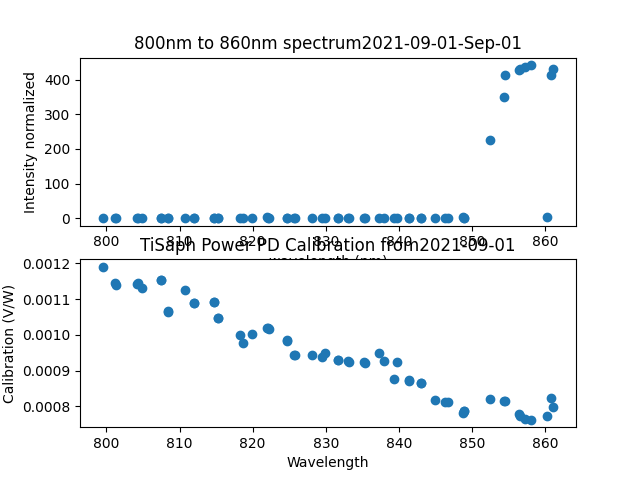 800nm to 860nm spectrum2021-09-01-Sep-01
400
300
200
100
0
Intensity normalized
800 810 820 830 840 850 860
wavelength (nm)
TiSaph Power PD Calibration from2021-09-01
0.0012
0.0011
0.0010
0.0009
0.0008
Calibration (V/W)
800 810 820 830 840 850 860
Wavelength